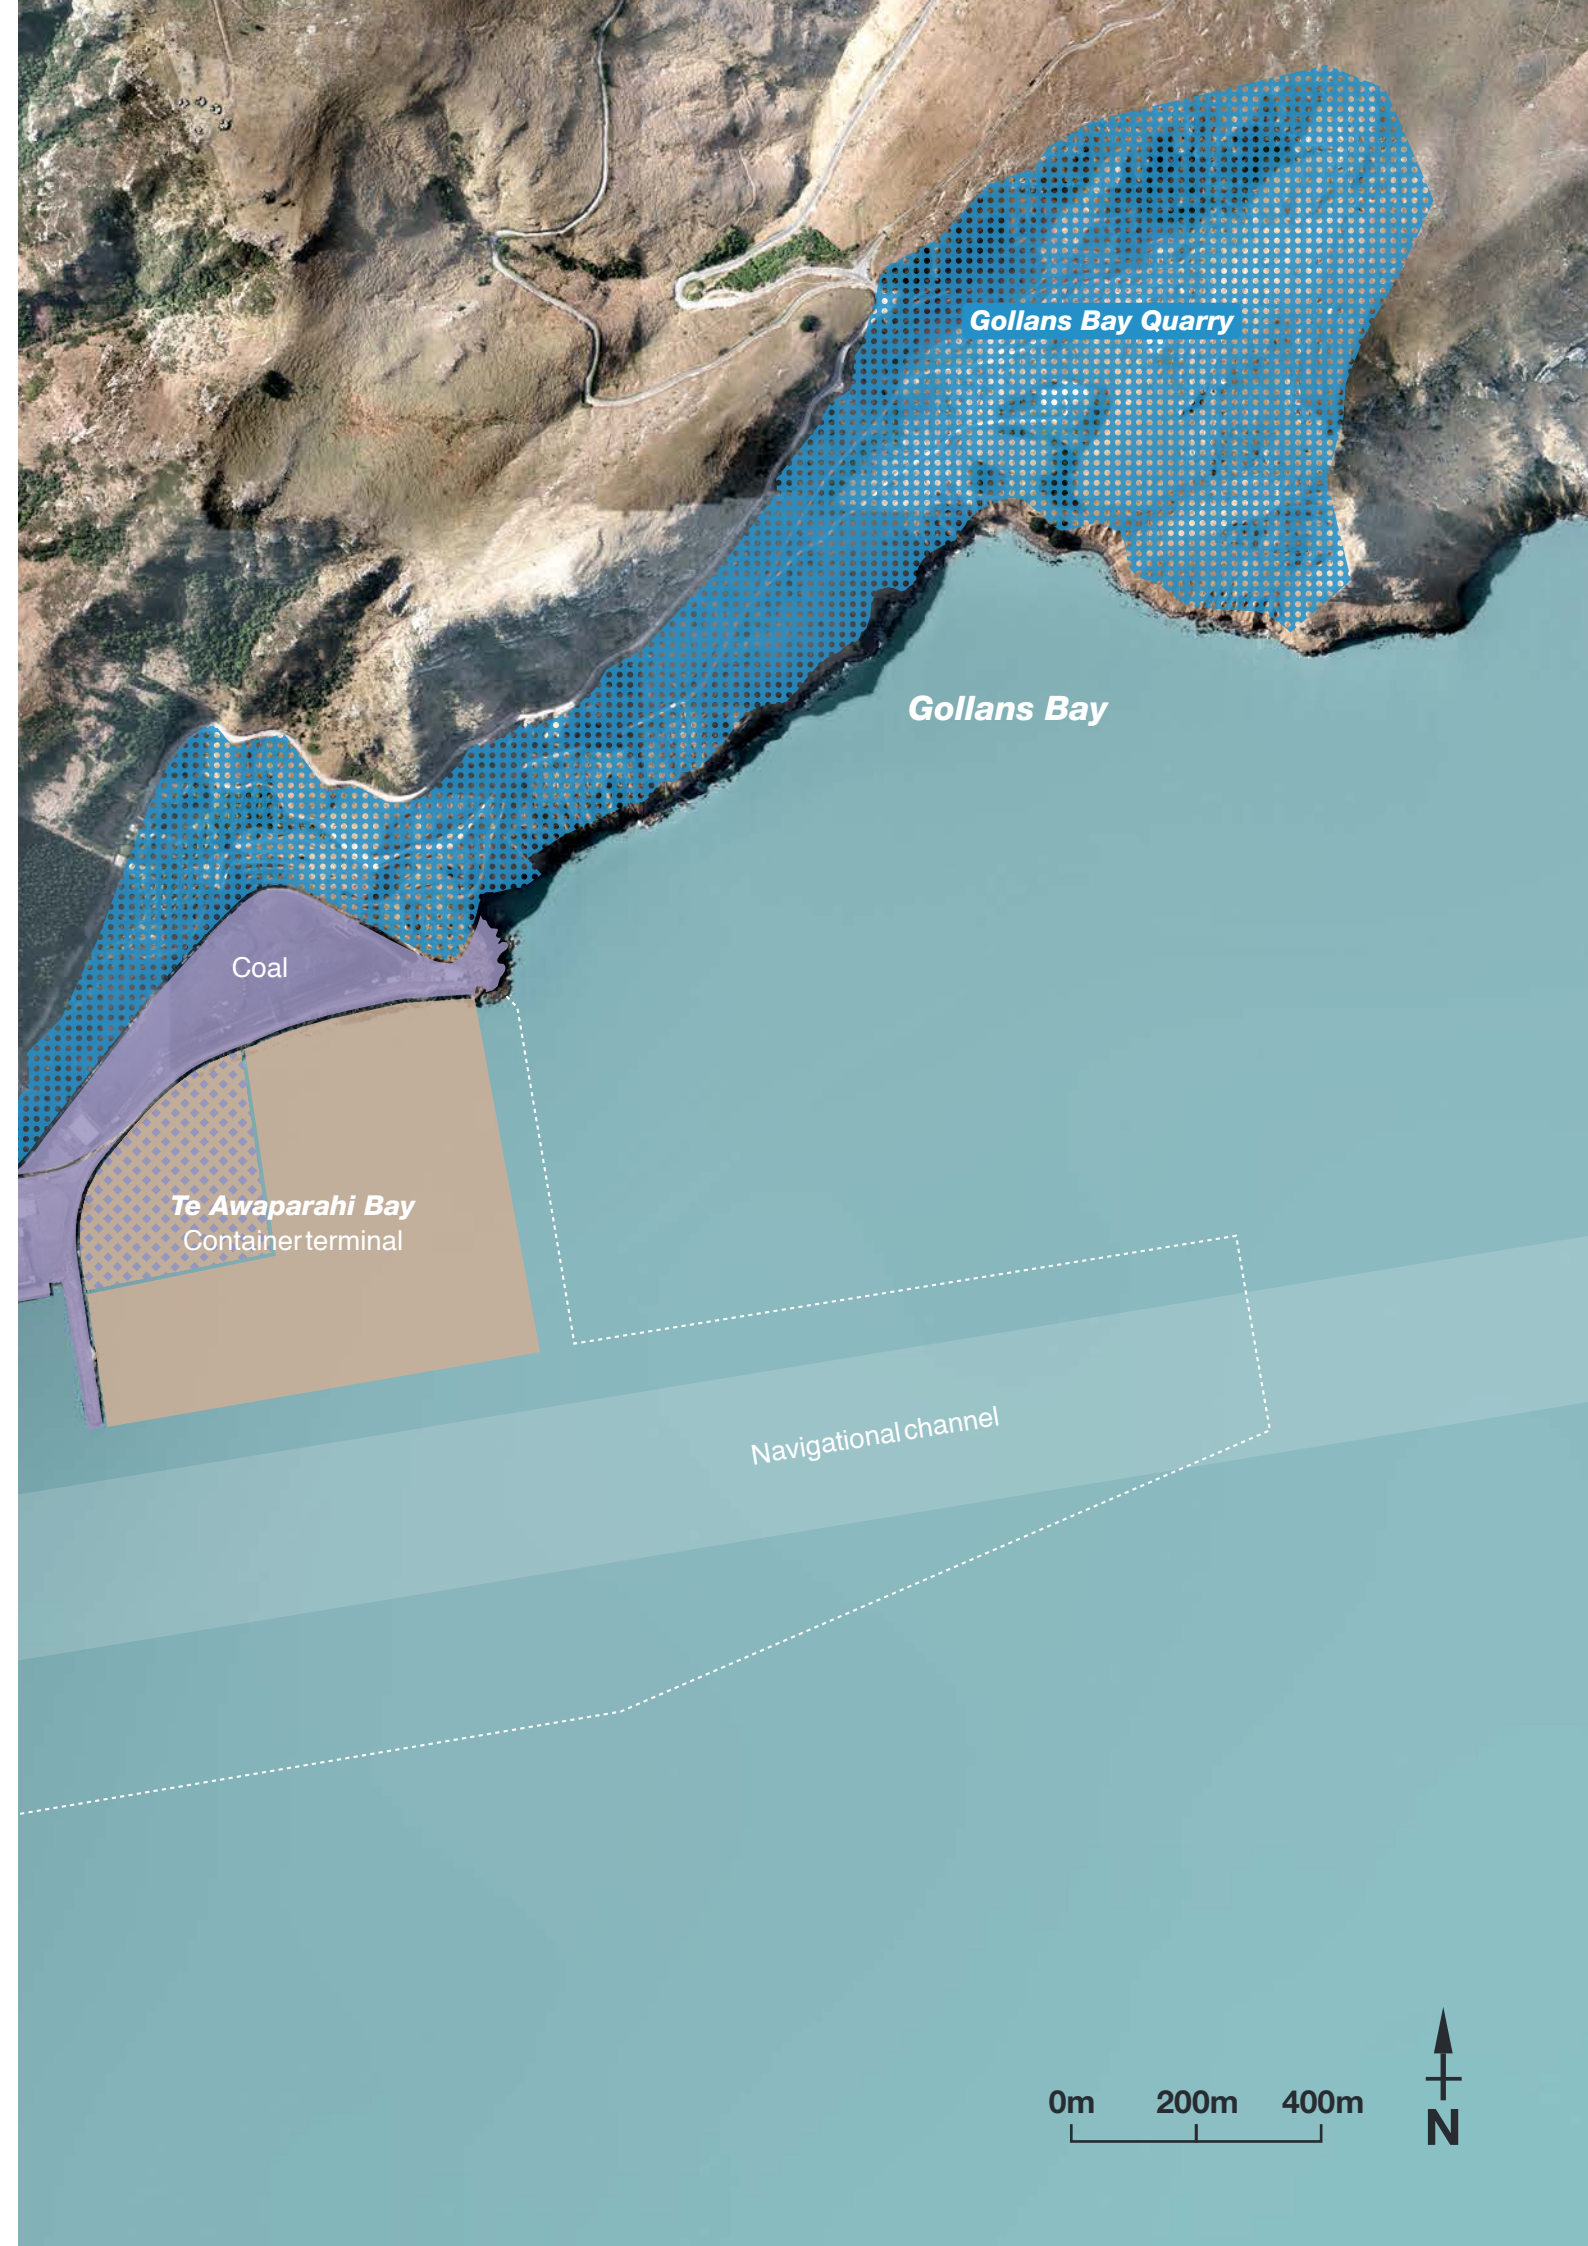 Gollans Bay Quarry
Gollans Bay
Coal
Te Awaparahi Bay
Container terminal
Navigational channel
0m 200m 400m
N